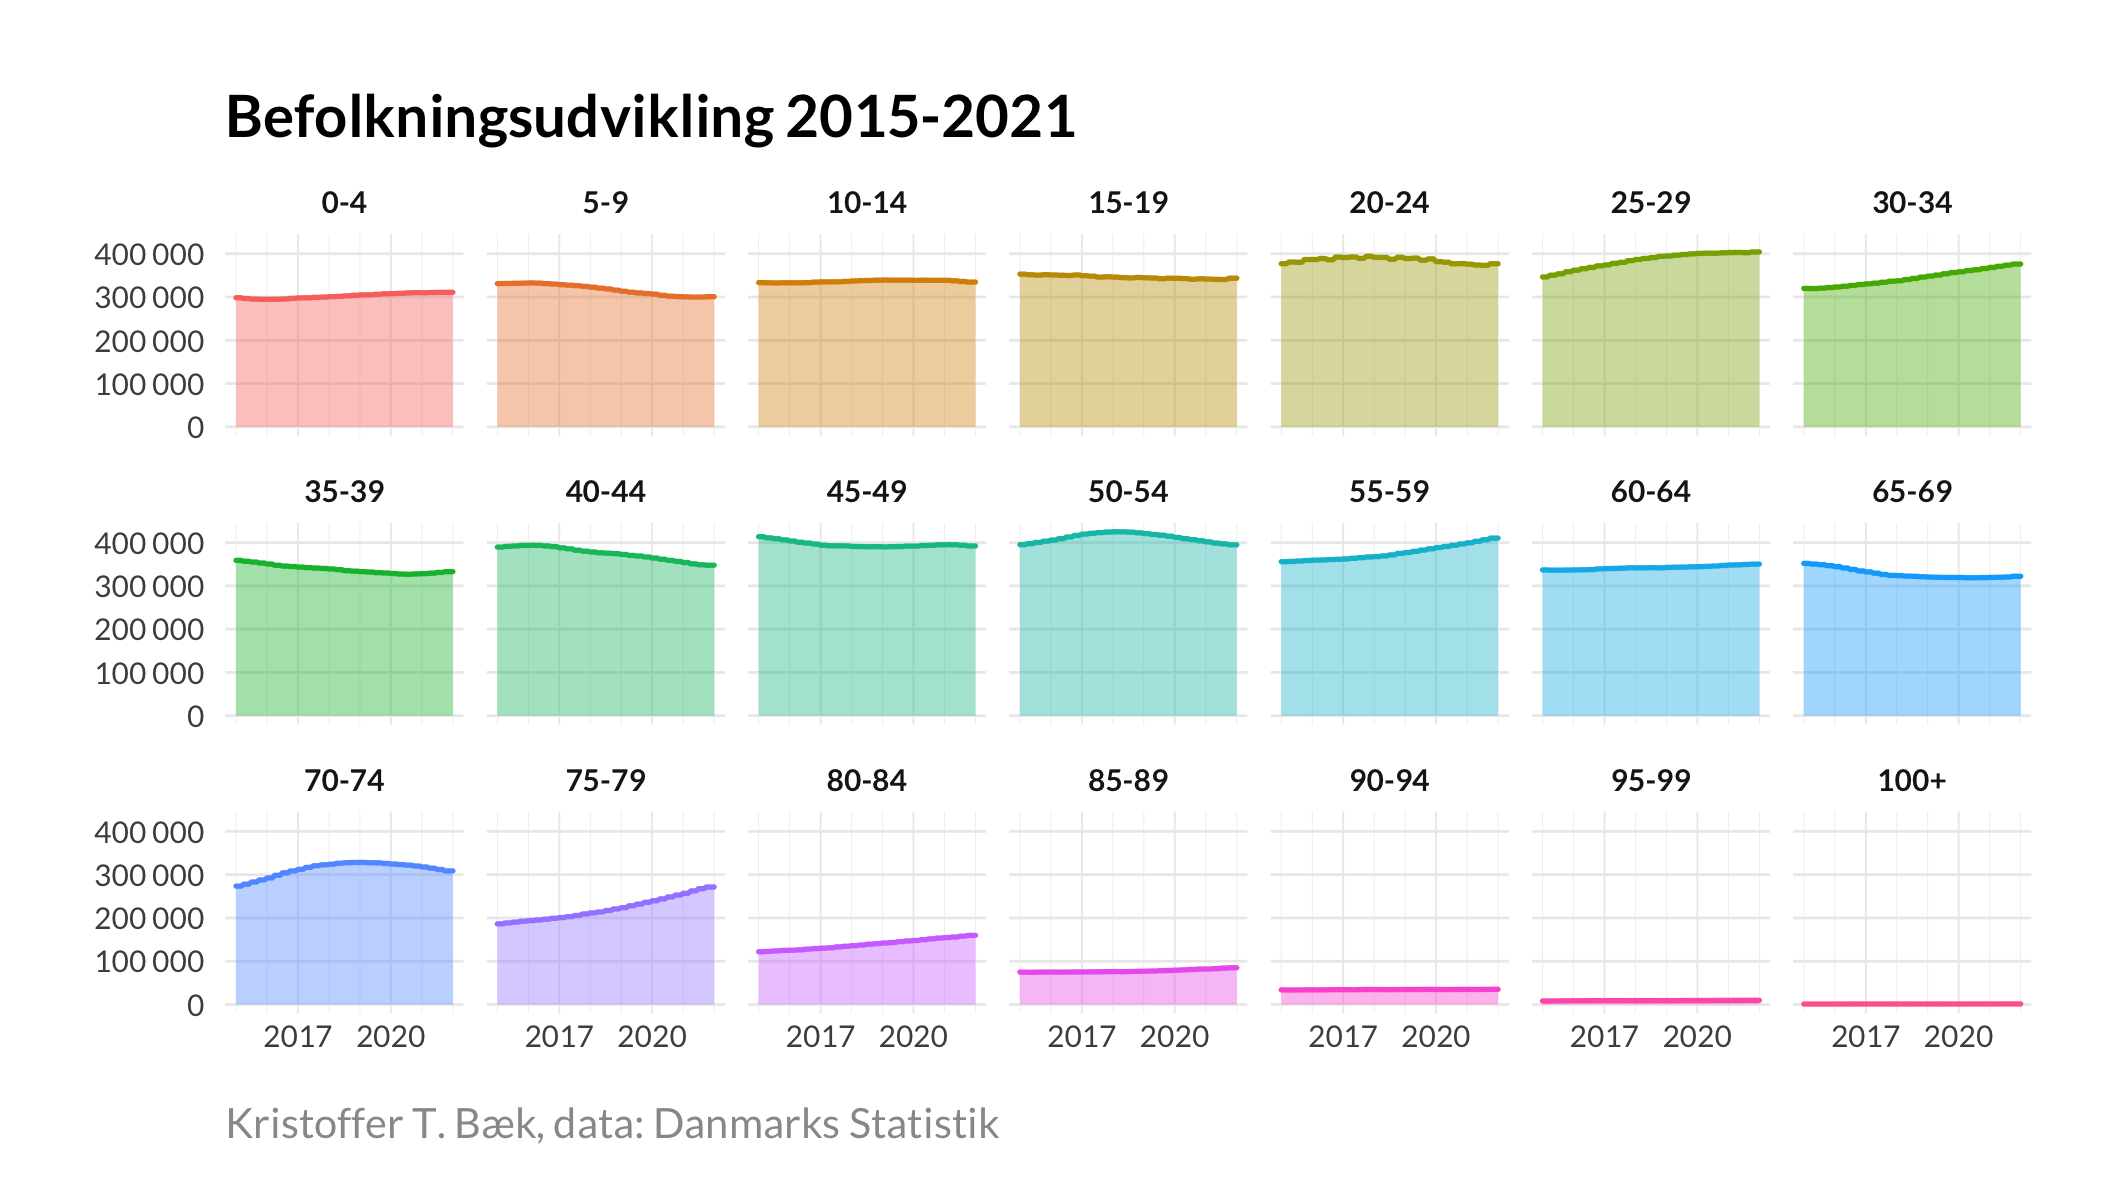 Befolkningsudvikling 2015-2021
0-4 5-9 10-14 15-19 20-24 25-29 30-34
400 000
300 000
200 000
100 000
0
35-39 40-44 45-49 50-54 55-59 60-64 65-69
400 000
300 000
200 000
100 000
0
70-74 75-79 80-84 85-89 90-94 95-99 100+
400 000
300 000
200 000
100 000
0
2017 2020 2017 2020 2017 2020 2017 2020 2017 2020 2017 2020 2017 2020
Kristoffer T. Bæk, data: Danmarks Statistik